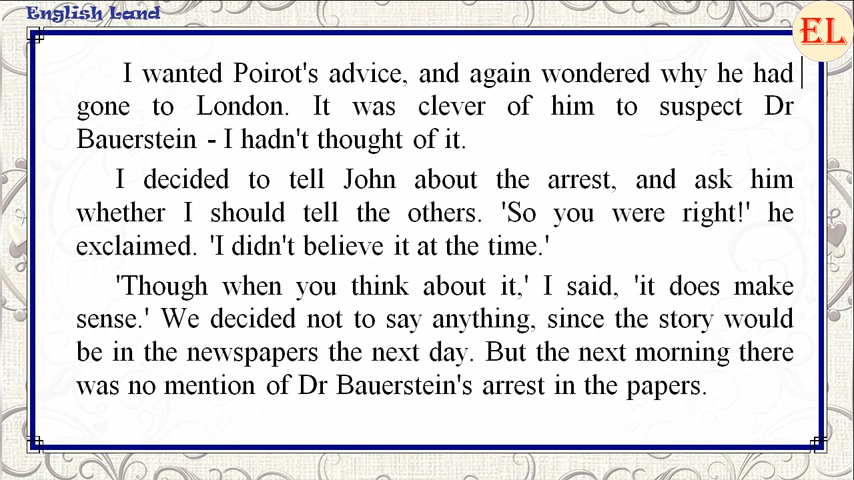 English Land
EL
I wanted Poirot's advice, and again wondered why he had
gone to London. It was clever of him to suspect Dr
Bauerstein - I hadn't thought of it.
I decided to tell John about the arrest, and ask him
whether I should tell the others. 'So you were right!' he
exclaimed. 'I didn't believe it at the time.'
'Though when you think about it,' I said, 'it does make
sense.' We decided not to say anything, since the story would
be in the newspapers the next day. But the next morning there
was no mention of Dr Bauerstein's arrest in the papers.